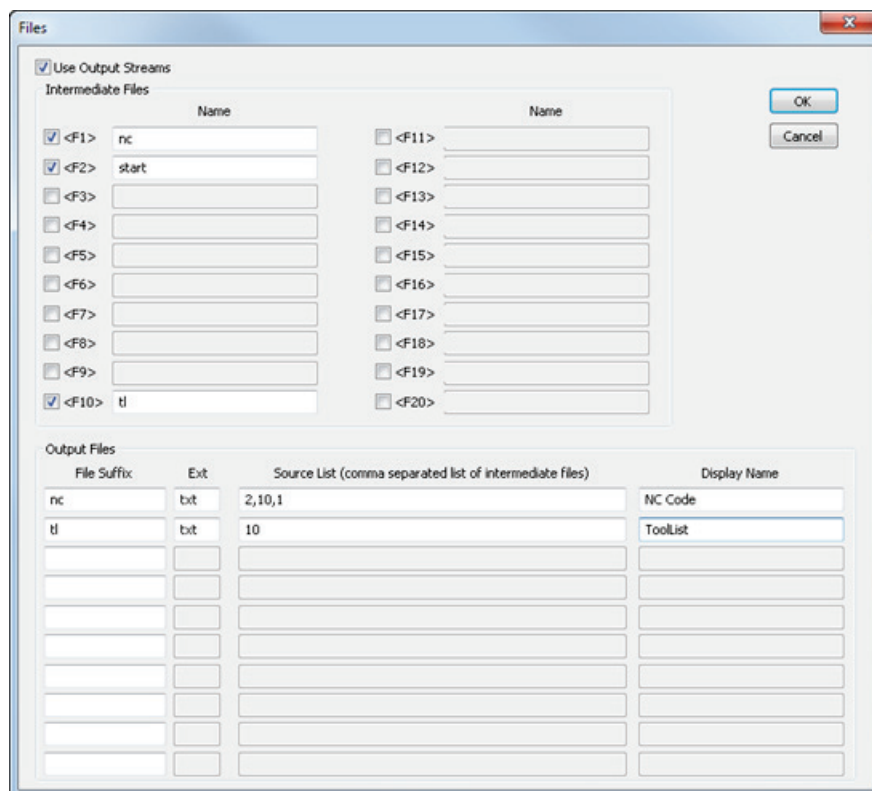 Files
Use Output Streams
Intermediate Files
Name Name
OK
Cancel
<F1> nc <F11>
<F2> start <F12>
<F3> <F13>
<F4> <F14>
<F5> <F15>
<F6> <F16>
<F7> <F17>
<F8> <F18>
<F9> <F19>
<F10> tl <F20>
Output Files
File Suffix Ext Source List (comma separated list of intermediate files) Display Name
nc txt 2,10,1 NC Code
tl txt 10 ToolList